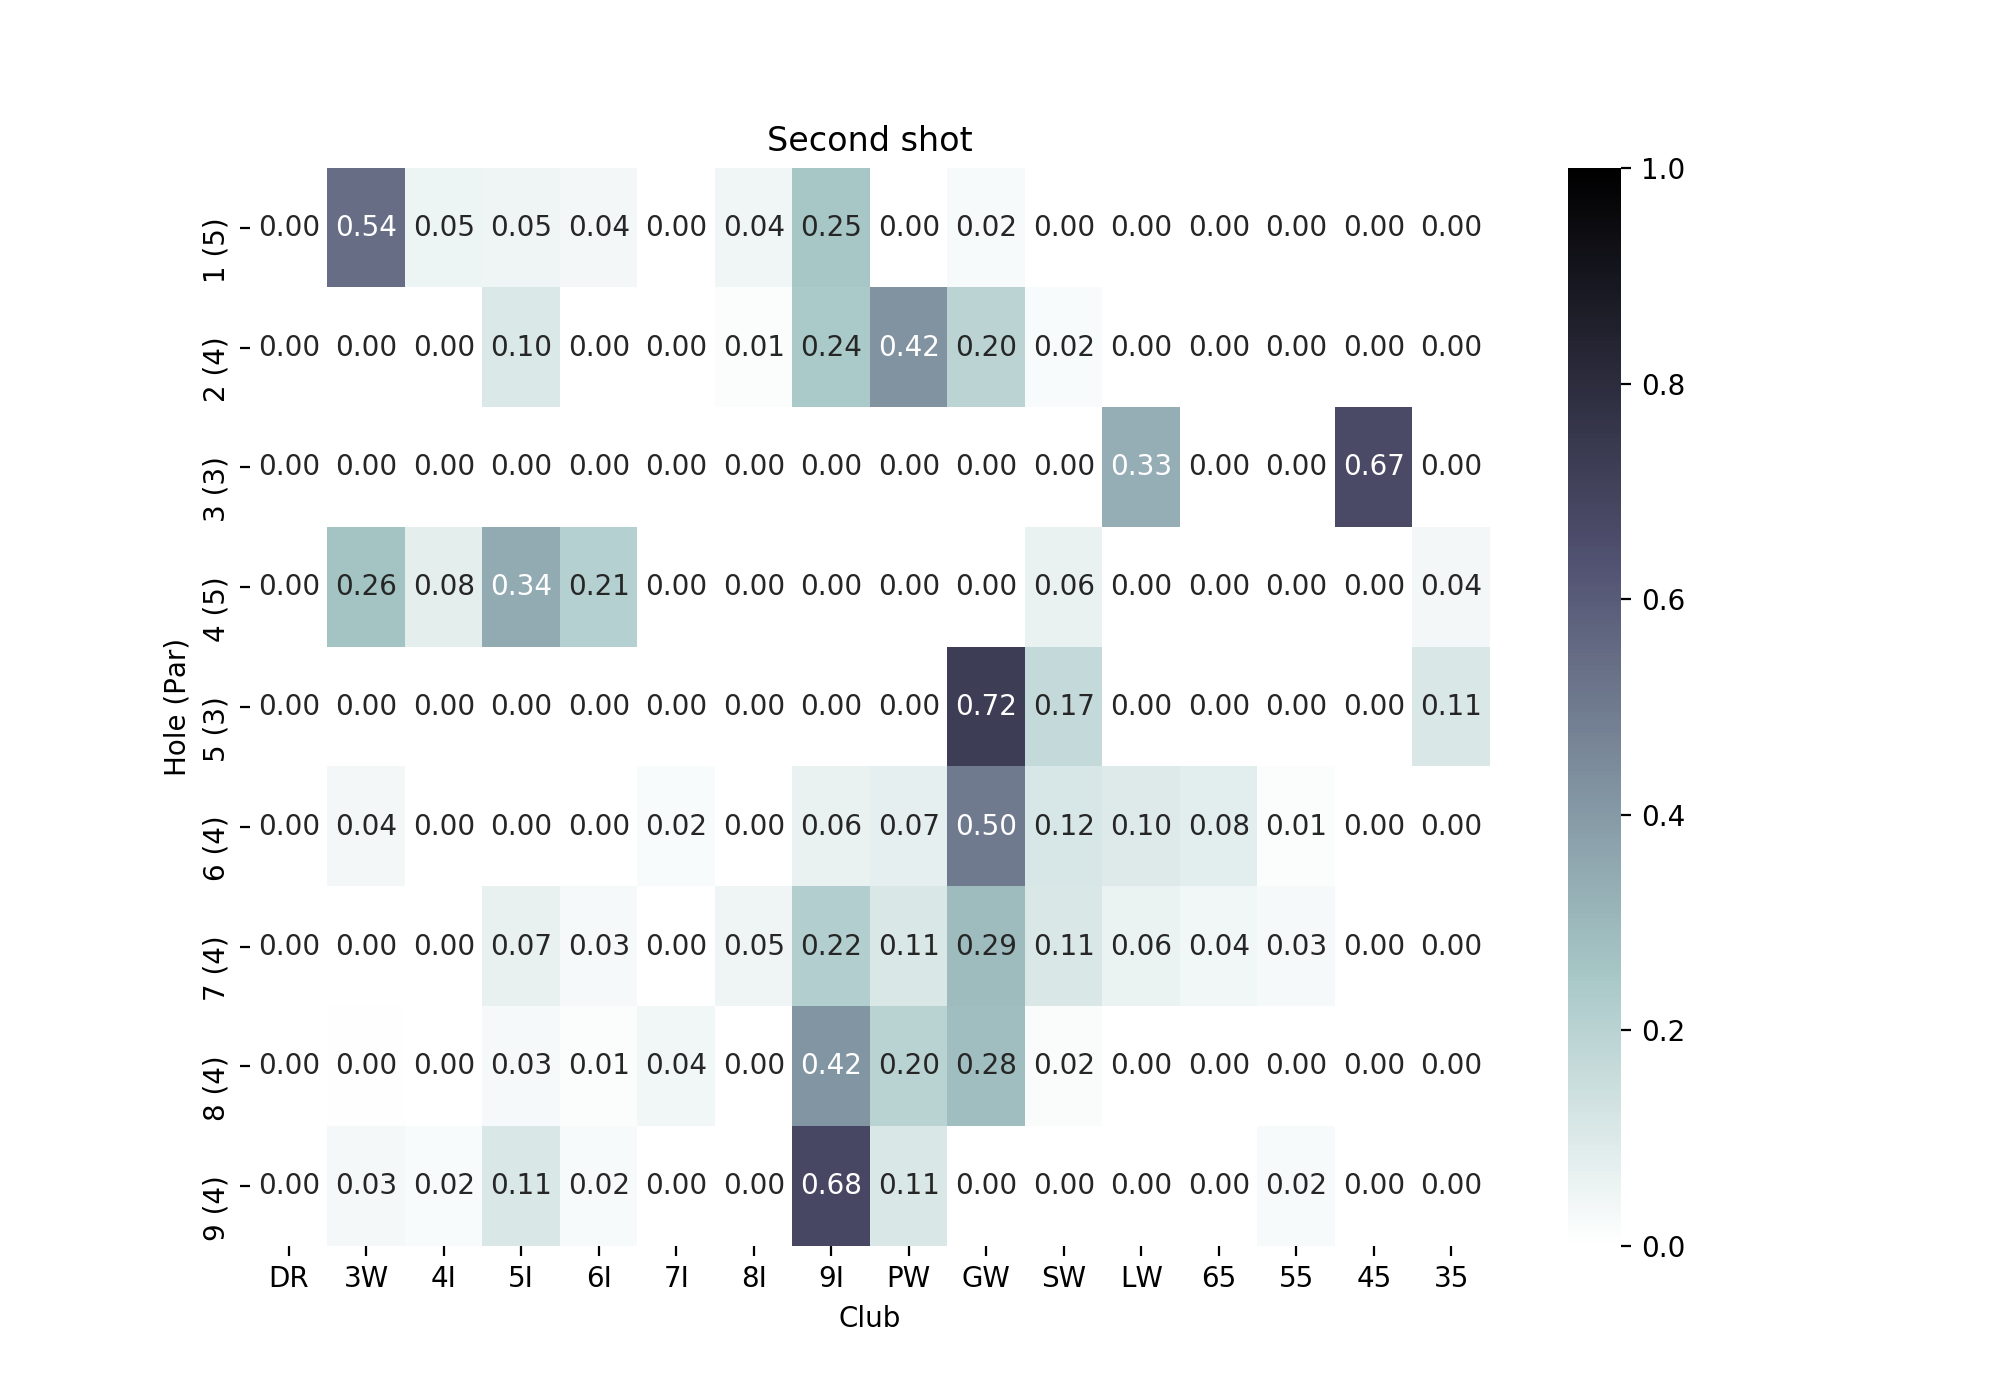 Second shot
1 (5) 0.00 0.54 0.05 0.05 0.04 0.00 0.04 0.25 0.00 0.02 0.00 0.00 0.00 0.00 0.00 0.00
2 (4) 0.00 0.00 0.00 0.10 0.00 0.00 0.01 0.24 0.42 0.20 0.02 0.00 0.00 0.00 0.00 0.00
3 (3) 0.00 0.00 0.00 0.00 0.00 0.00 0.00 0.00 0.00 0.00 0.00 0.33 0.00 0.00 0.67 0.00
4 (5) 0.00 0.26 0.08 0.34 0.21 0.00 0.00 0.00 0.00 0.00 0.06 0.00 0.00 0.00 0.00 0.04
5 (3) 0.00 0.00 0.00 0.00 0.00 0.00 0.00 0.00 0.00 0.72 0.17 0.00 0.00 0.00 0.00 0.11
6 (4) 0.00 0.04 0.00 0.00 0.00 0.02 0.00 0.06 0.07 0.50 0.12 0.10 0.08 0.01 0.00 0.00
7 (4) 0.00 0.00 0.00 0.07 0.03 0.00 0.05 0.22 0.11 0.29 0.11 0.06 0.04 0.03 0.00 0.00
8 (4) 0.00 0.00 0.00 0.03 0.01 0.04 0.00 0.42 0.20 0.28 0.02 0.00 0.00 0.00 0.00 0.00
9 (4) 0.00 0.03 0.02 0.11 0.02 0.00 0.00 0.68 0.11 0.00 0.00 0.00 0.00 0.02 0.00 0.00
DR 3W 4I 5I 6I 7I 8I 9I PW GW SW LW 65 55 45 35
Club
Hole (Par)
1.0
0.8
0.6
0.4
0.2
0.0